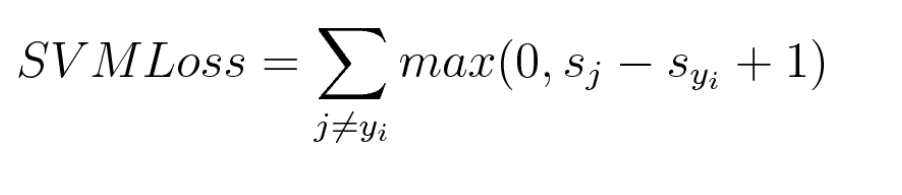 SVMLoss = ∑_{j≠y_i} max(0, s_j − s_{y_i} + 1)